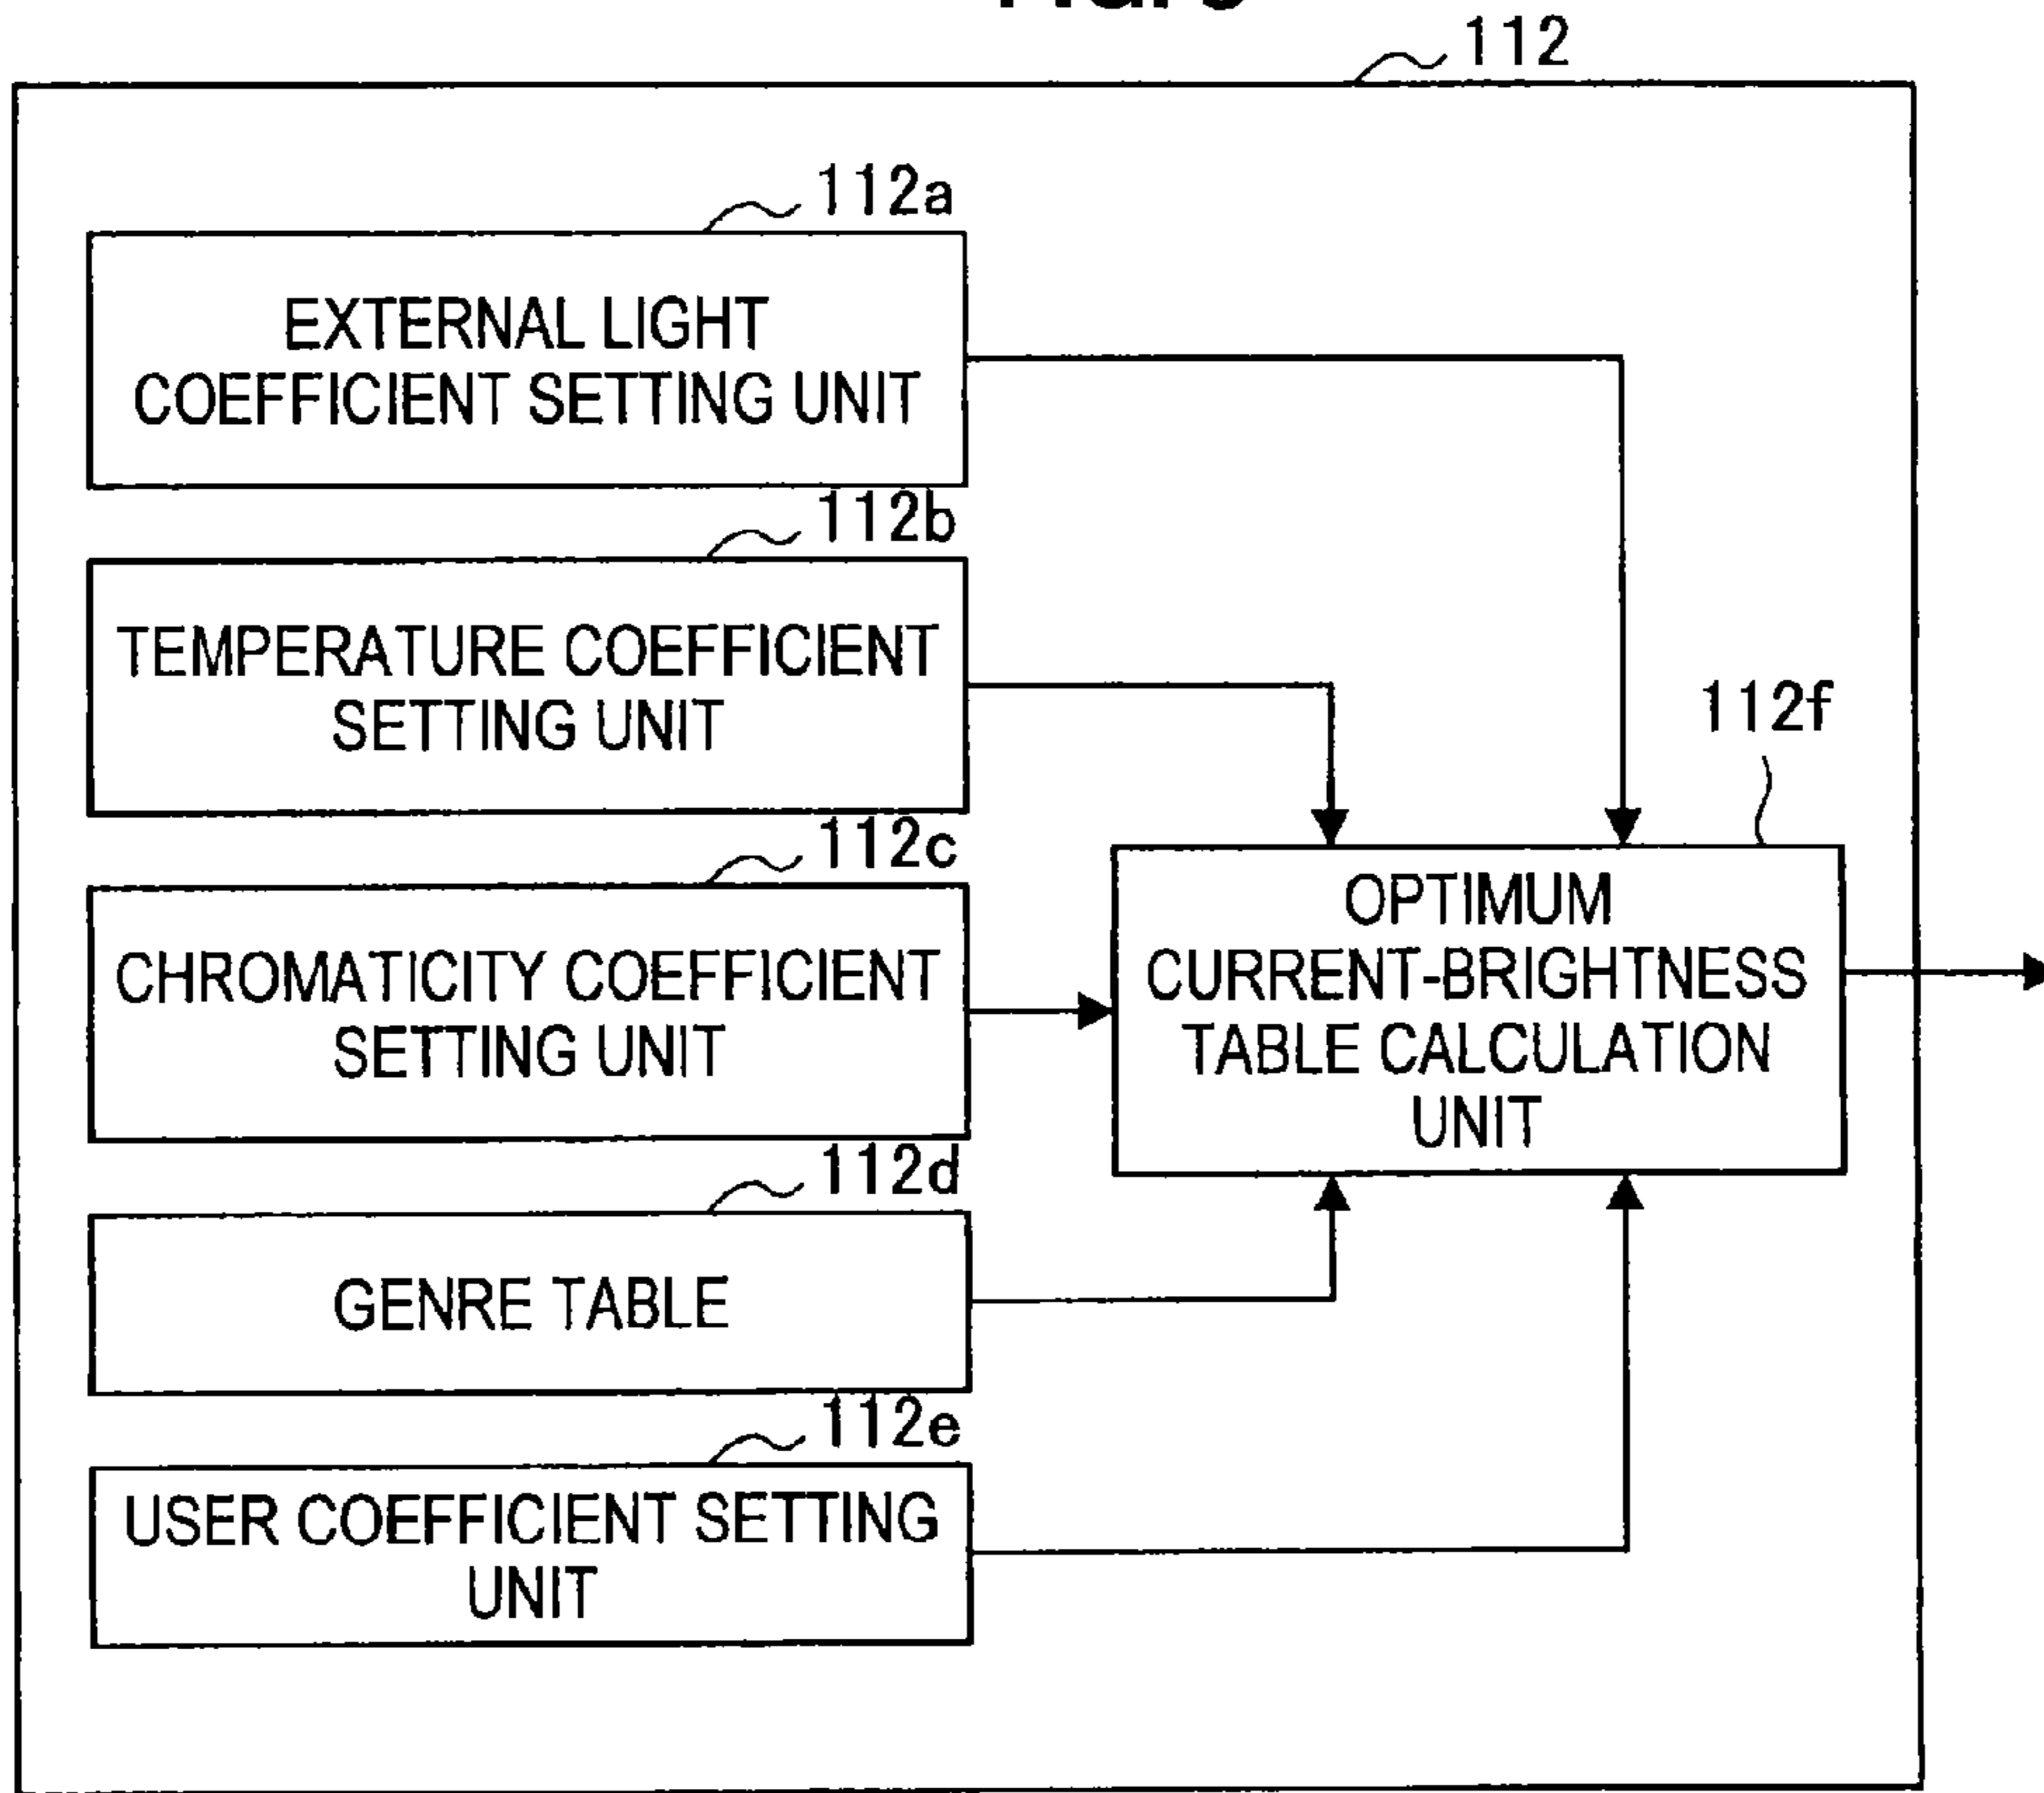 112
112a
EXTERNAL LIGHT
COEFFICIENT SETTING UNIT
112b
TEMPERATURE COEFFICIENT
SETTING UNIT
112c
CHROMATICITY COEFFICIENT
SETTING UNIT
112d
GENRE TABLE
112e
USER COEFFICIENT SETTING
UNIT
112f
OPTIMUM
CURRENT-BRIGHTNESS
TABLE CALCULATION
UNIT